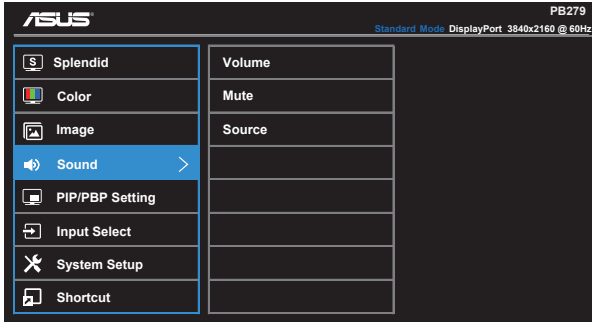 ASUS
PB279
Standard Mode DisplayPort 3840x2160 @ 60Hz
S Splendid
Color
Image
Sound
PIP/PBP Setting
Input Select
System Setup
Shortcut
Volume
Mute
Source